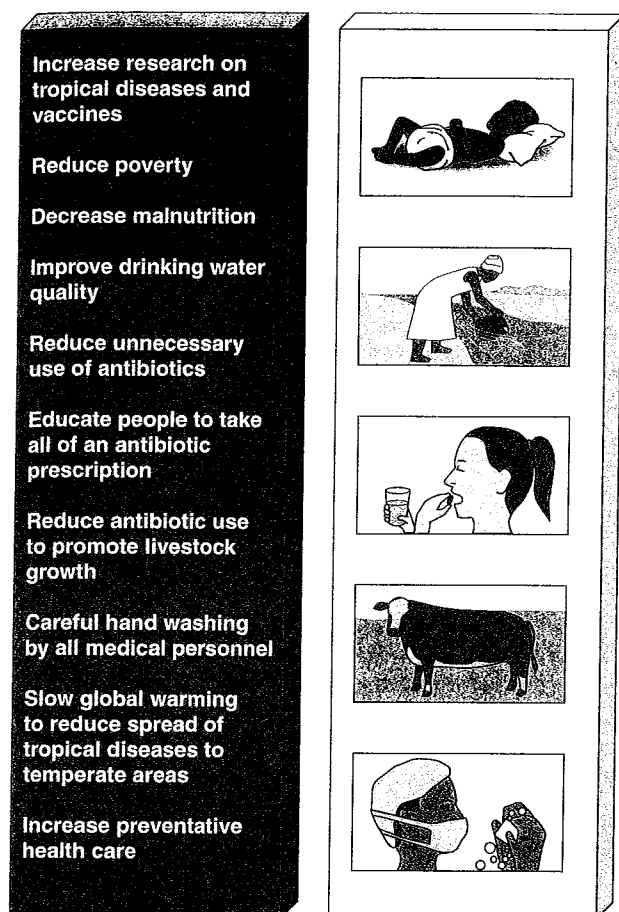 Increase research on
tropical diseases and
vaccines
Reduce poverty
Decrease malnutrition
Improve drinking water
quality
Reduce unnecessary
use of antibiotics
Educate people to take
all of an antibiotic
prescription
Reduce antibiotic use
to promote livestock
growth
Careful hand washing
by all medical personnel
Slow global warming
to reduce spread of
tropical diseases to
temperate areas
Increase preventative
health care